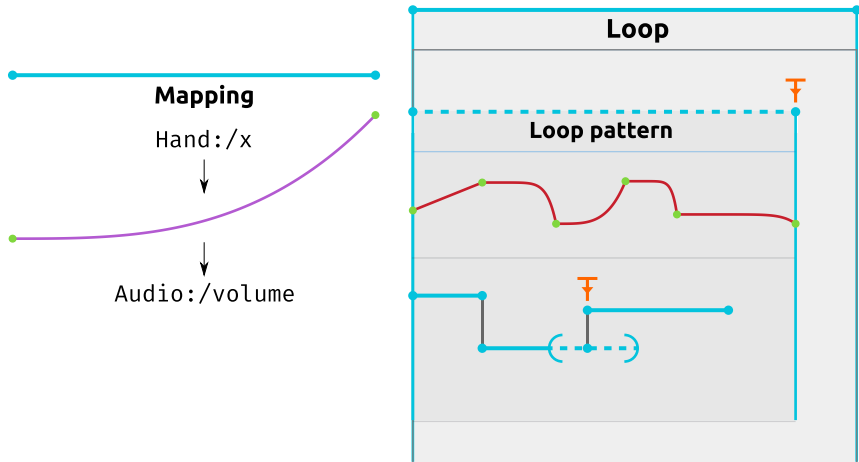 Mapping
Hand:/x
Audio:/volume
Loop
Loop pattern